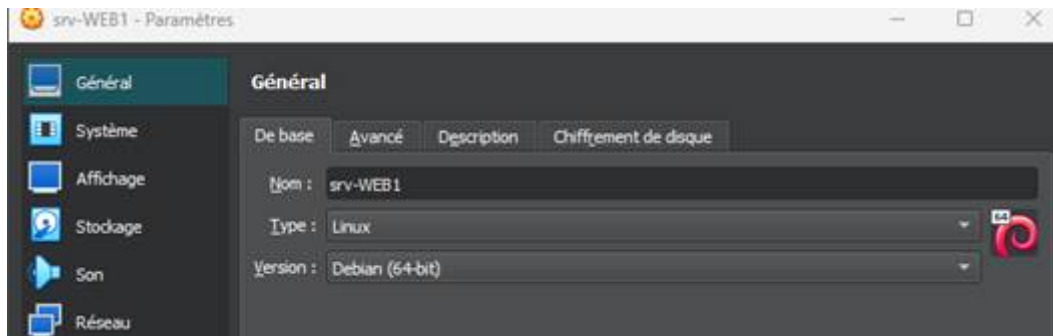 srv-WEB1 - Paramètres
Général
Système
Affichage
Stockage
Son
Réseau
Général
De base Avancé Description Chiffrement de disque
Nom : srv-WEB1
Type : Linux
64
Version : Debian (64-bit)